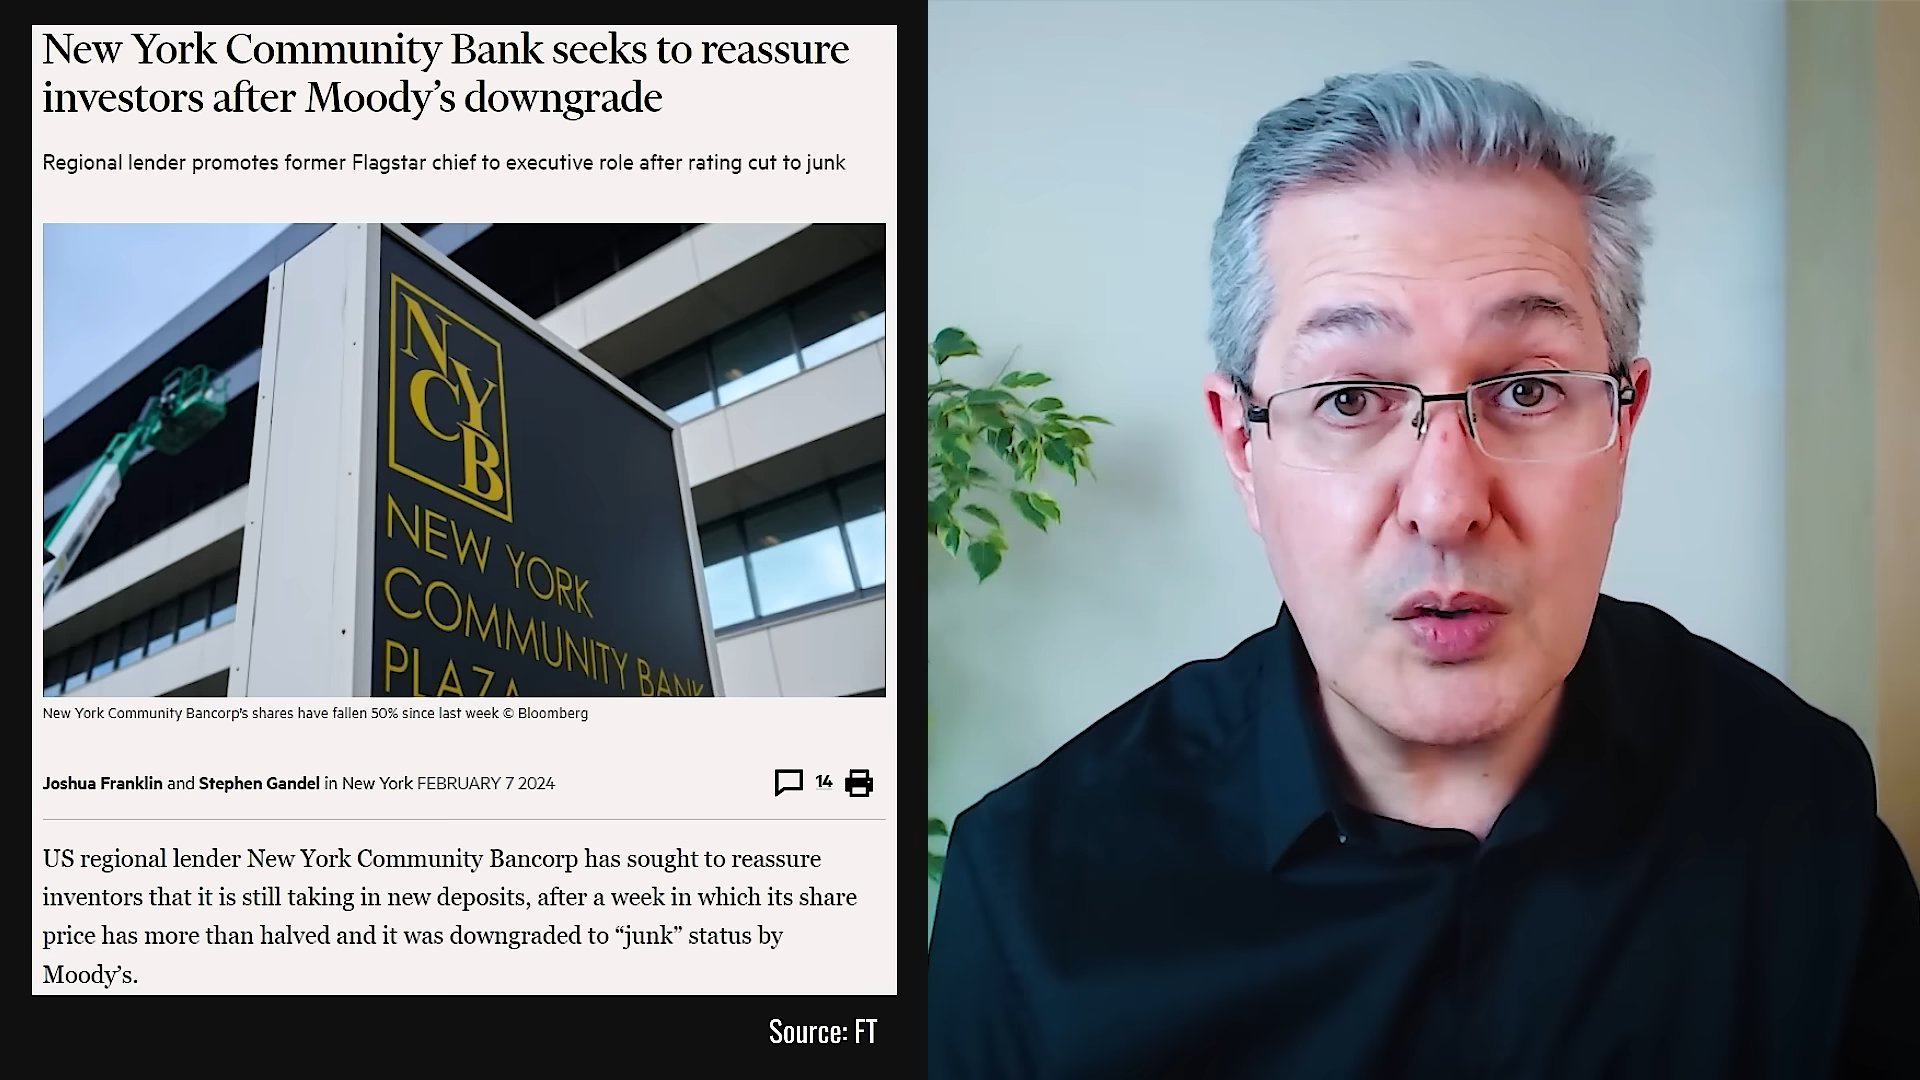 New York Community Bank seeks to reassure
investors after Moody’s downgrade
Regional lender promotes former Flagstar chief to executive role after rating cut to junk
NYCB
NEW YORK
COMMUNITY BANK
PLAZA
New York Community Bancorp’s shares have fallen 50% since last week © Bloomberg
Joshua Franklin and Stephen Gandel in New York FEBRUARY 7 2024
14
US regional lender New York Community Bancorp has sought to reassure
inventors that it is still taking in new deposits, after a week in which its share
price has more than halved and it was downgraded to “junk” status by
Moody’s.
Source: FT